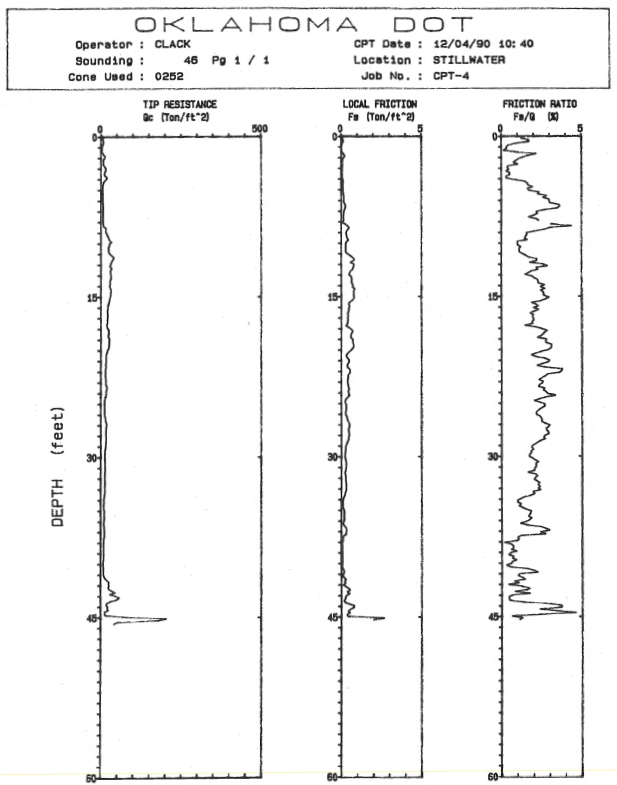 OKLAHOMA DOT
Operator : CLACK CPT Date : 12/04/90 10:40
Sounding : 46 Pg 1 / 1 Location : STILLWATER
Cone Used : 0252 Job No. : CPT-4
TIP RESISTANCE LOCAL FRICTION FRICTION RATIO
Qc (Ton/ft^2) Fs (Ton/ft^2) Fs/Q (%)
0 500 0 5 0 5
0 0 0
15 15 15
30 30 30
45 45 45
60 60 60
DEPTH (feet)